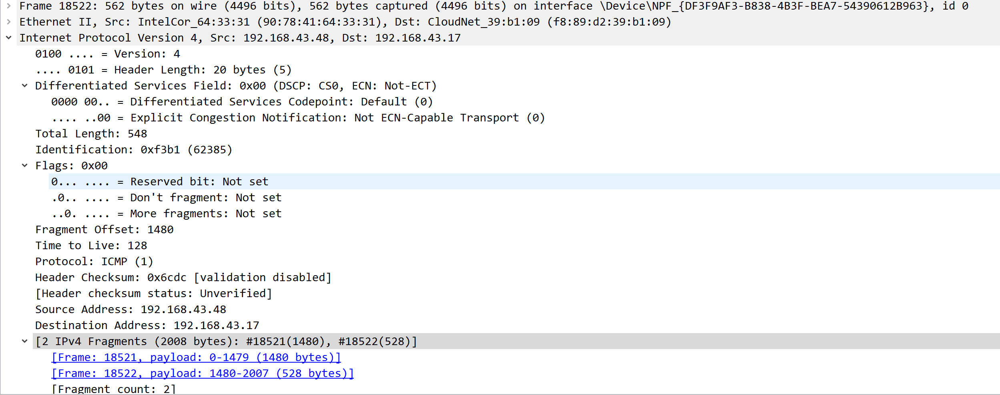 Frame 18522: 562 bytes on wire (4496 bits), 562 bytes captured (4496 bits) on interface \Device\NPF_{DF3F9AF3-B838-4B3F-BEA7-54390612B963}, id 0
Ethernet II, Src: IntelCor_64:33:31 (90:78:41:64:33:31), Dst: CloudNet_39:b1:09 (f8:89:d2:39:b1:09)
Internet Protocol Version 4, Src: 192.168.43.48, Dst: 192.168.43.17
0100 .... = Version: 4
.... 0101 = Header Length: 20 bytes (5)
Differentiated Services Field: 0x00 (DSCP: CS0, ECN: Not-ECT)
0000 00.. = Differentiated Services Codepoint: Default (0)
.... ..00 = Explicit Congestion Notification: Not ECN-Capable Transport (0)
Total Length: 548
Identification: 0xf3b1 (62385)
Flags: 0x00
0... .... = Reserved bit: Not set
.0.. .... = Don't fragment: Not set
..0. .... = More fragments: Not set
Fragment Offset: 1480
Time to Live: 128
Protocol: ICMP (1)
Header Checksum: 0x6cdc [validation disabled]
[Header checksum status: Unverified]
Source Address: 192.168.43.48
Destination Address: 192.168.43.17
[2 IPv4 Fragments (2008 bytes): #18521(1480), #18522(528)]
[Frame: 18521, payload: 0-1479 (1480 bytes)]
[Frame: 18522, payload: 1480-2007 (528 bytes)]
[Fragment count: 2]